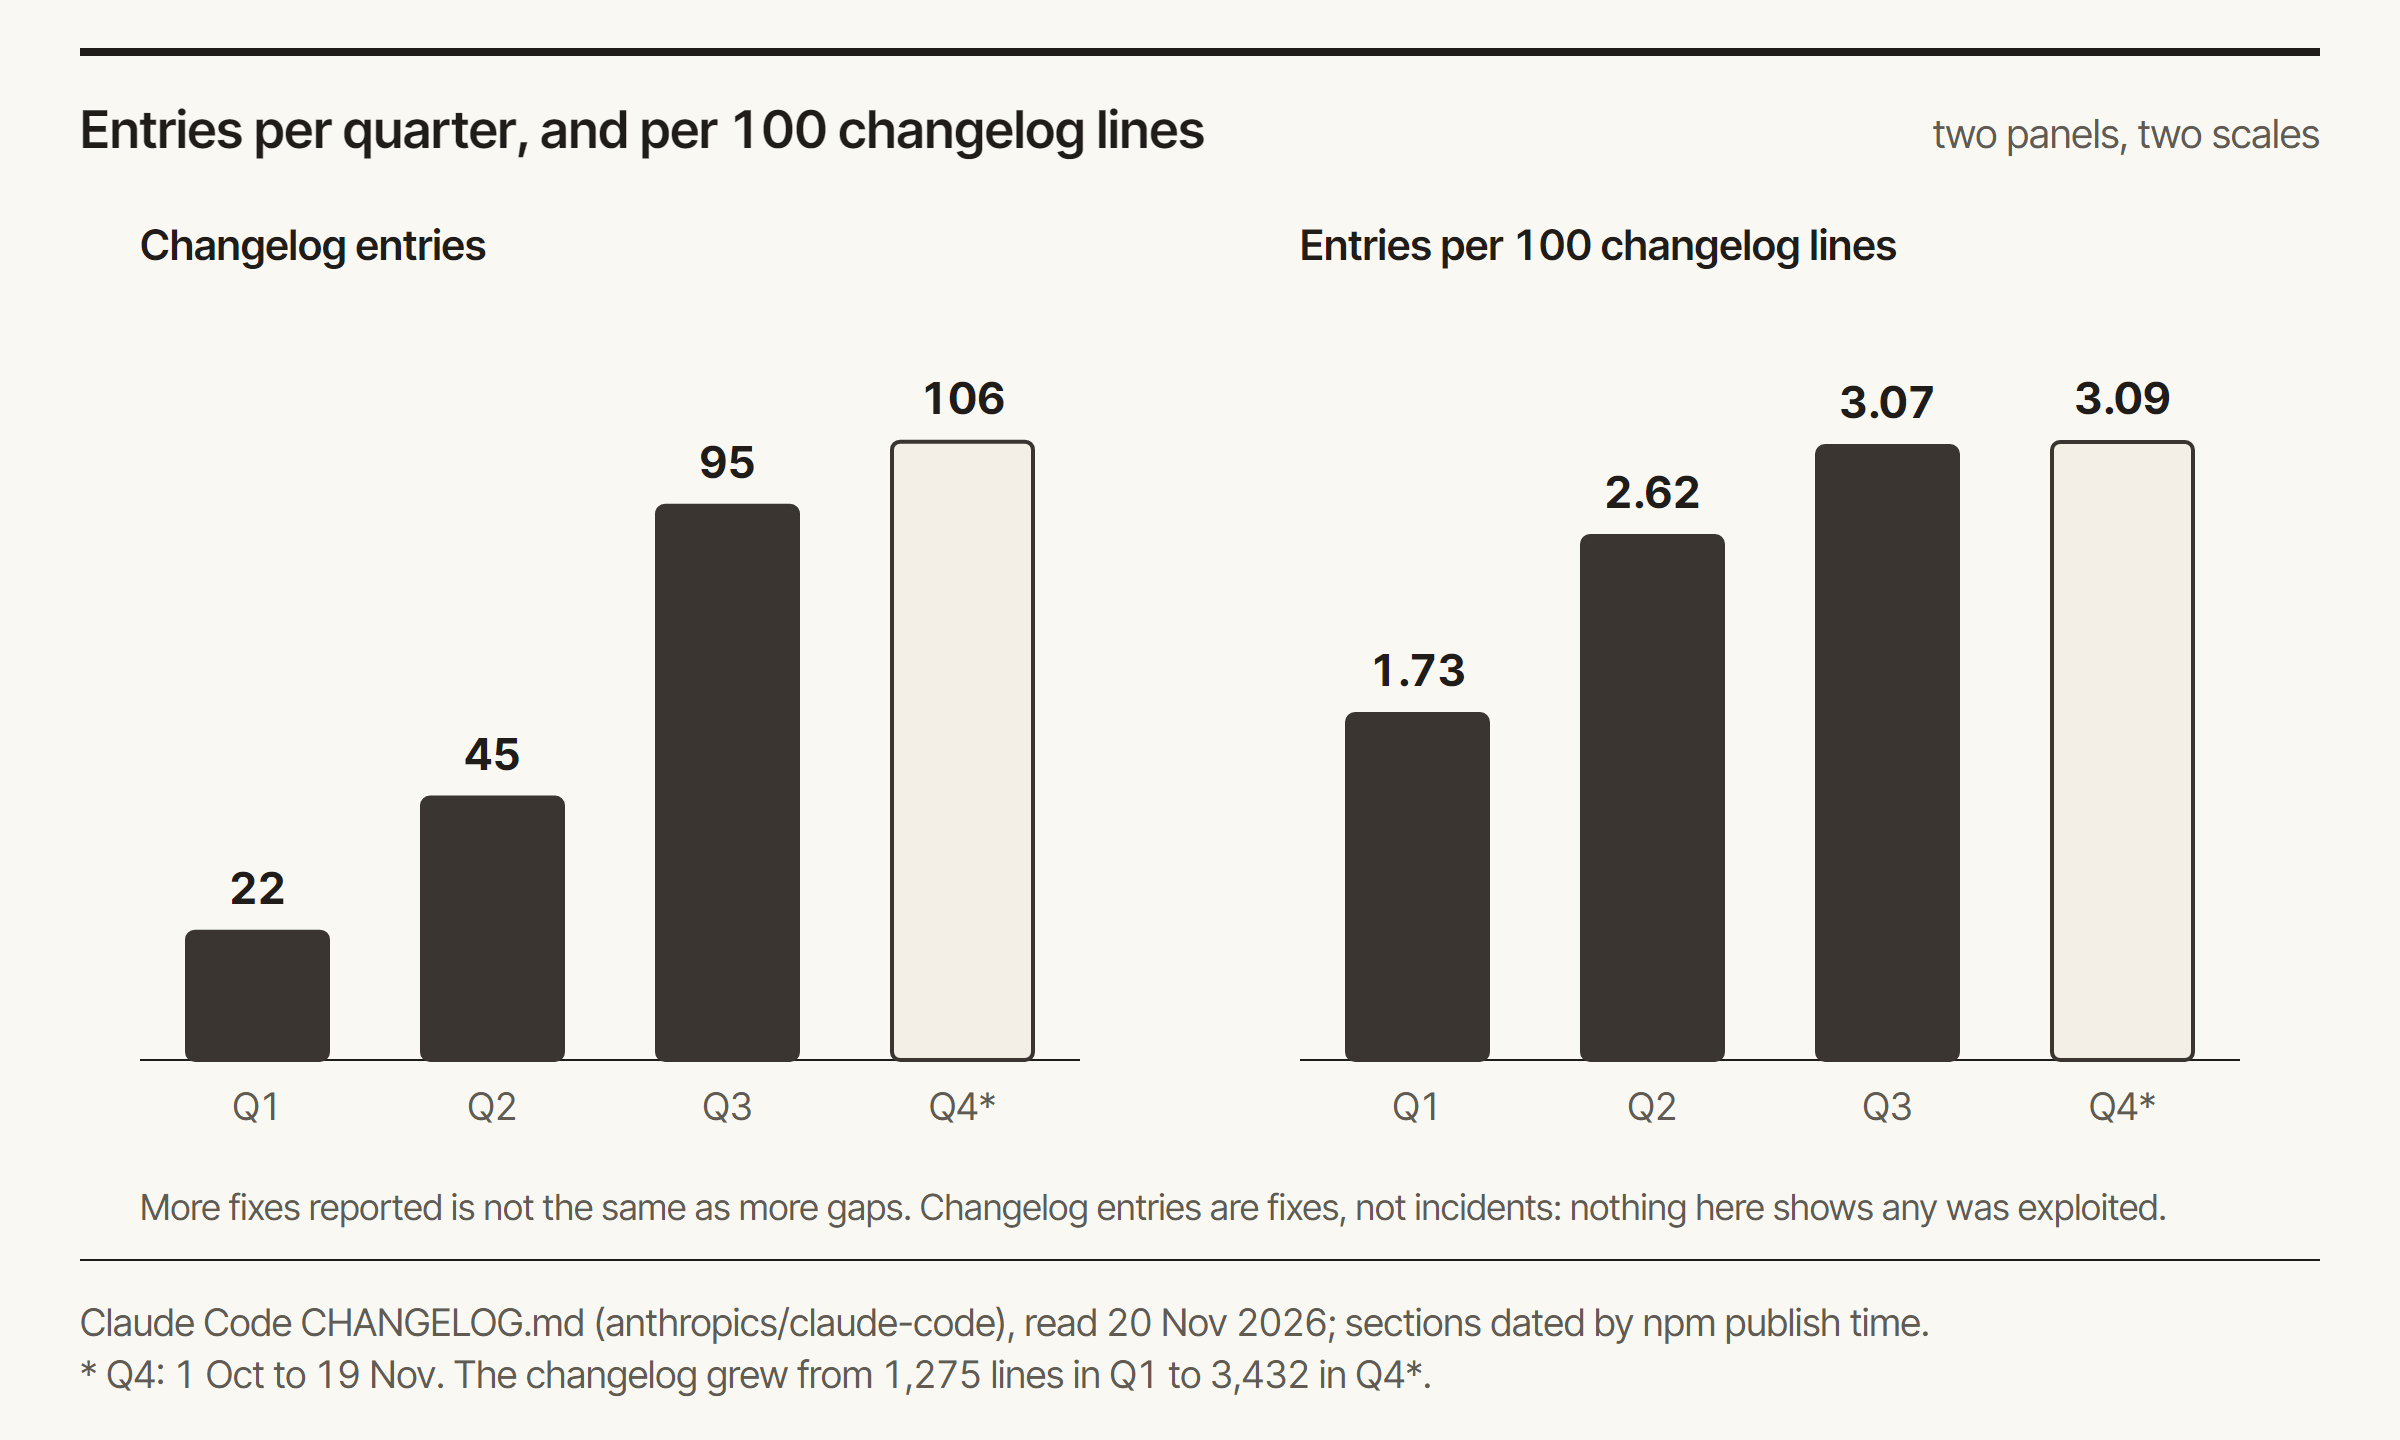 Entries per quarter, and per 100 changelog lines
two panels, two scales
Changelog entries
22
45
95
106
Q1
Q2
Q3
Q4*
Entries per 100 changelog lines
1.73
2.62
3.07
3.09
Q1
Q2
Q3
Q4*
More fixes reported is not the same as more gaps. Changelog entries are fixes, not incidents: nothing here shows any was exploited.
Claude Code CHANGELOG.md (anthropics/claude-code), read 20 Nov 2026; sections dated by npm publish time.
* Q4: 1 Oct to 19 Nov. The changelog grew from 1,275 lines in Q1 to 3,432 in Q4*.